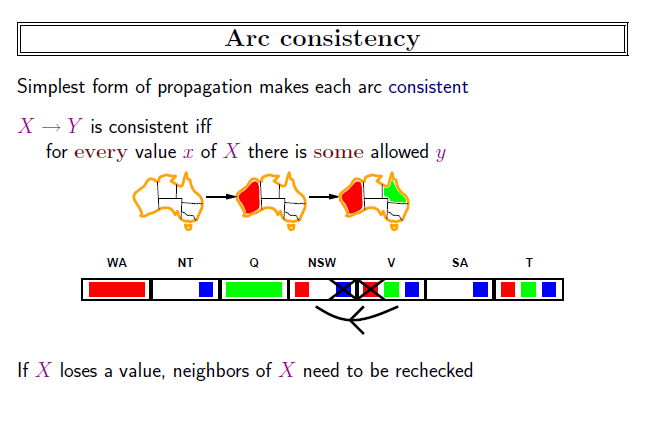 Arc consistency
Simplest form of propagation makes each arc consistent
X → Y is consistent iff
for every value x of X there is some allowed y
WA NT Q NSW V SA T
If X loses a value, neighbors of X need to be rechecked